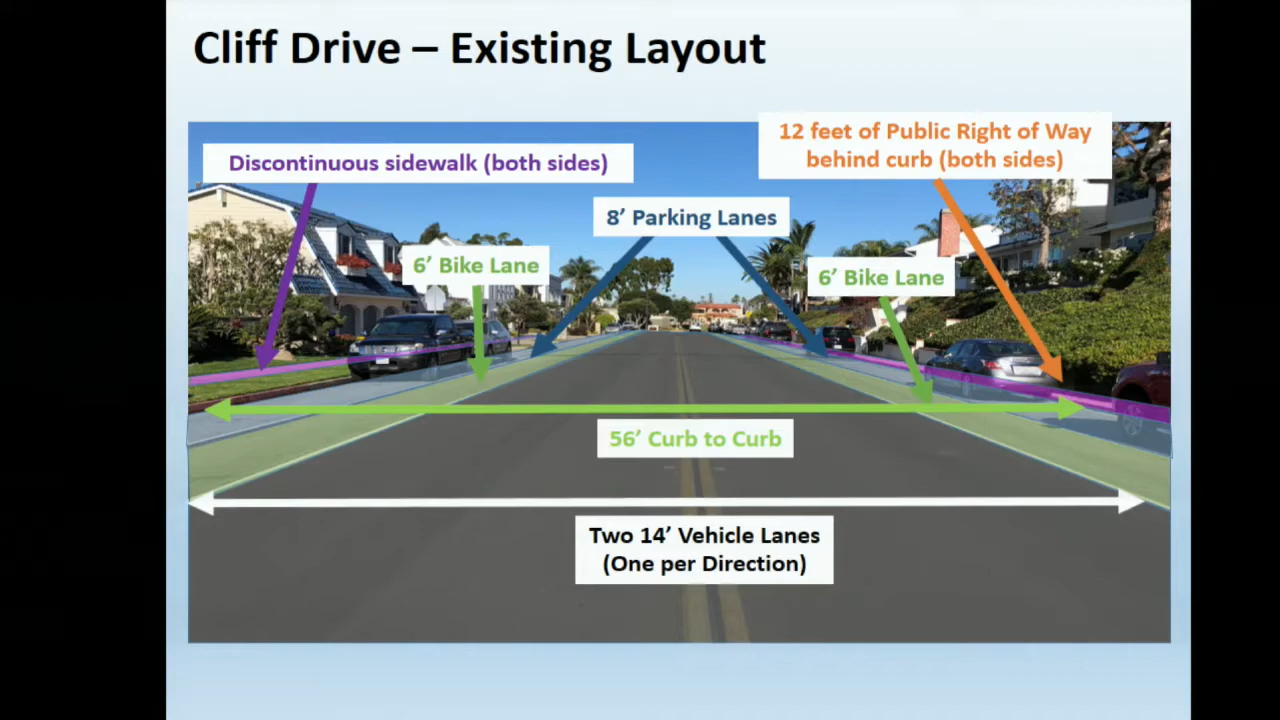 Cliff Drive – Existing Layout
12 feet of Public Right of Way
behind curb (both sides)
Discontinuous sidewalk (both sides)
8’ Parking Lanes
6’ Bike Lane
6’ Bike Lane
56’ Curb to Curb
Two 14’ Vehicle Lanes
(One per Direction)